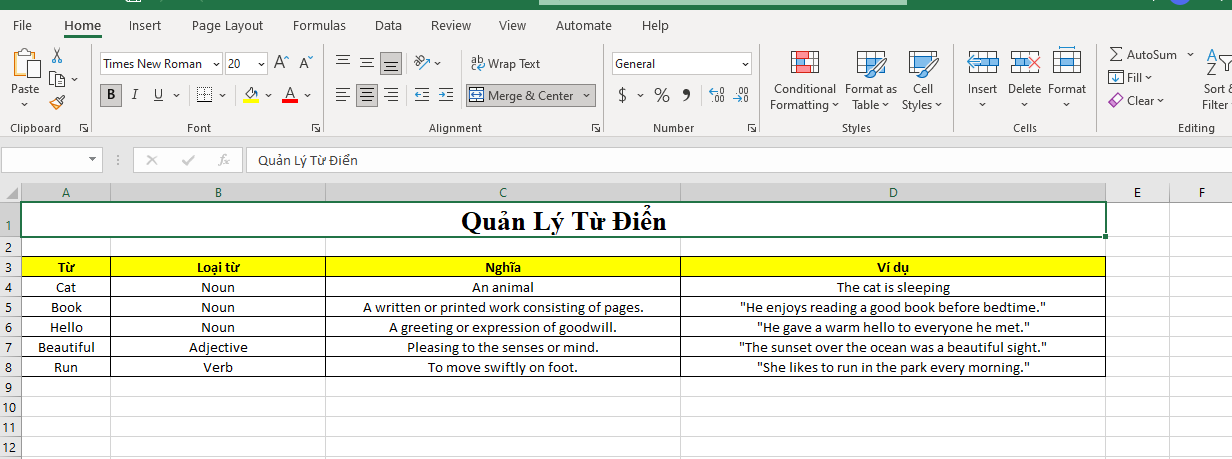 File Home Insert Page Layout Formulas Data Review View Automate Help
Times New Roman 20 A A ab Wrap Text General AutoSum A Z
Paste B I U A Merge & Center $ % Conditional Formatting Format as Table Cell Styles Insert Delete Format Fill Clear Sort & Filter
Clipboard Font Alignment Number Styles Cells Editing
fx Quản Lý Từ Điển
A B C D E F
1 Quản Lý Từ Điển
2
3 Từ Loại từ Nghĩa Ví dụ
4 Cat Noun An animal The cat is sleeping
5 Book Noun A written or printed work consisting of pages. "He enjoys reading a good book before bedtime."
6 Hello Noun A greeting or expression of goodwill. "He gave a warm hello to everyone he met."
7 Beautiful Adjective Pleasing to the senses or mind. "The sunset over the ocean was a beautiful sight."
8 Run Verb To move swiftly on foot. "She likes to run in the park every morning."
9
10
11
12